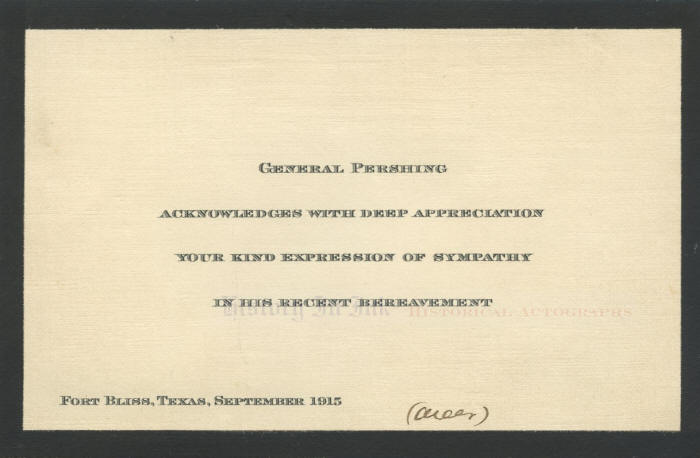 General Pershing
acknowledges with deep appreciation
your kind expression of sympathy
in his recent bereavement
History In Ink Historical Autographs
Fort Bliss, Texas, September 1915